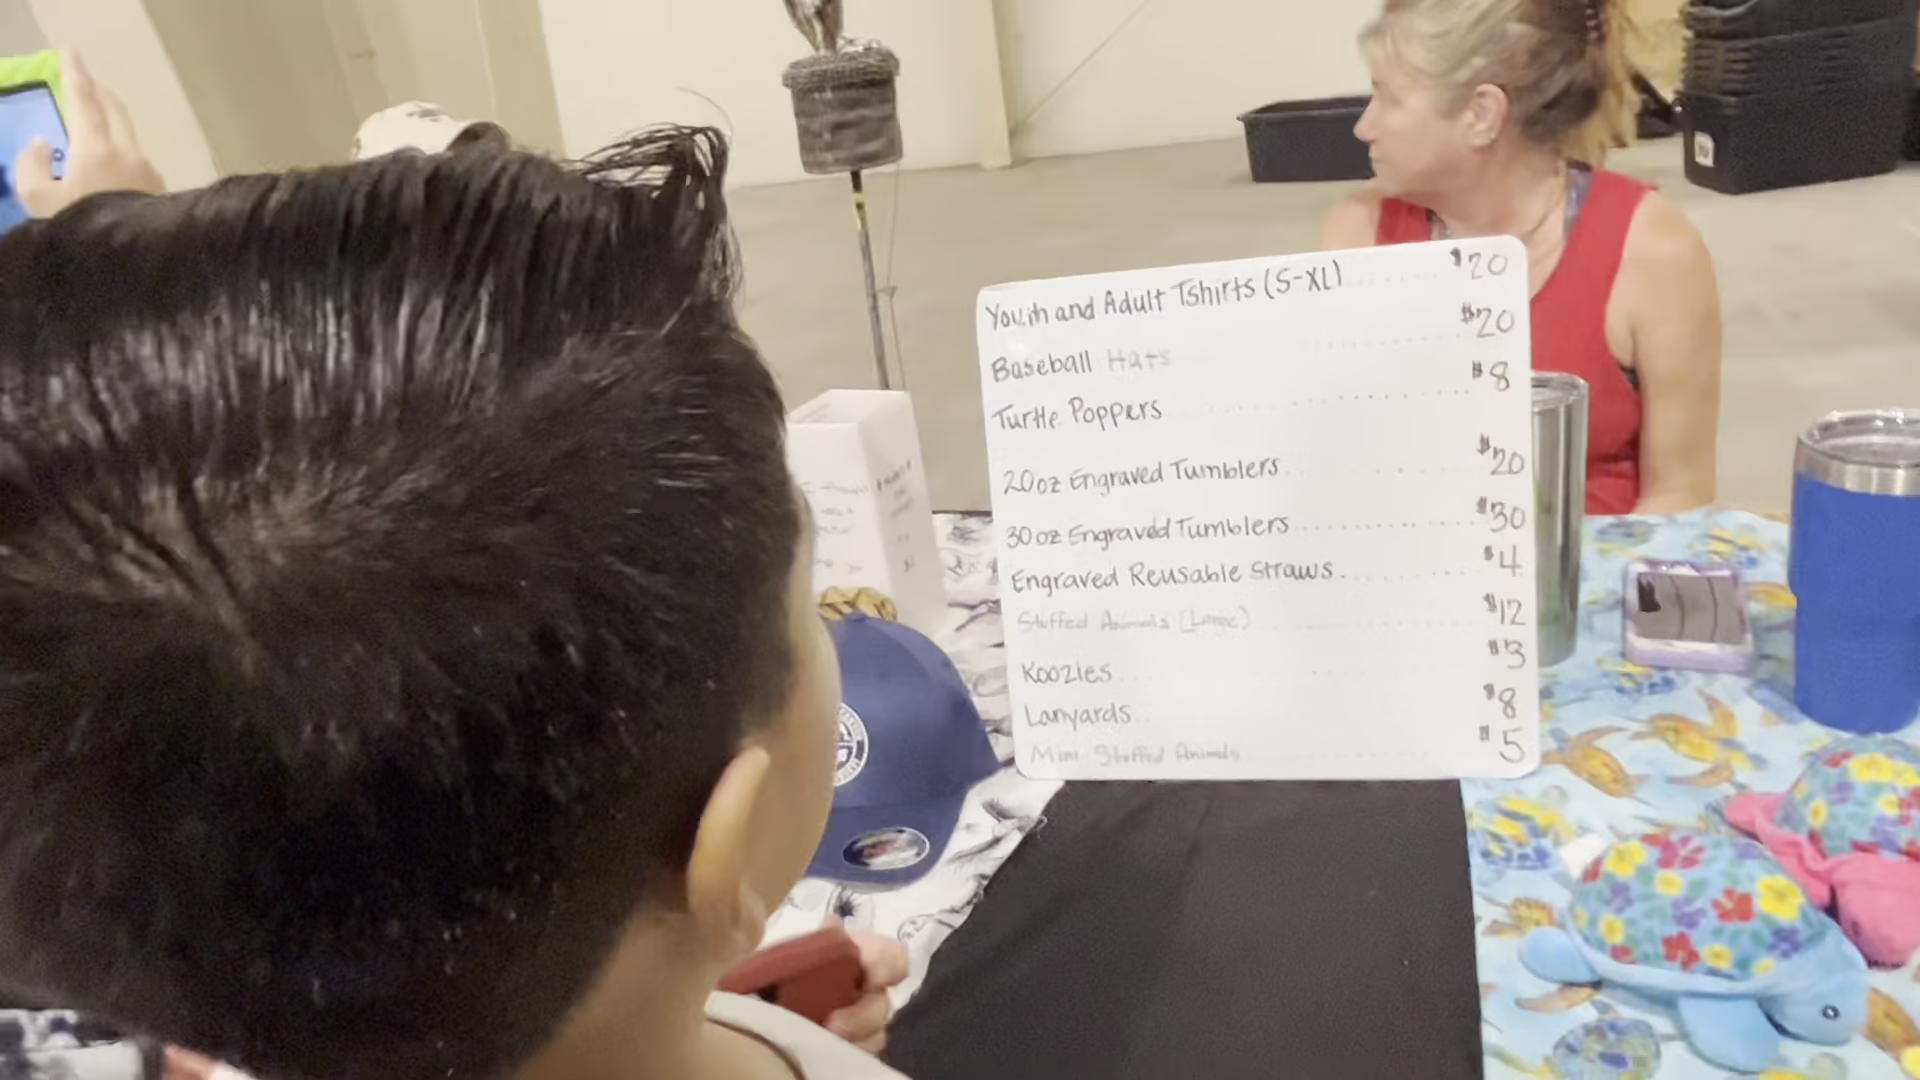 Youth and Adult Tshirts (S-XL) $20
Baseball Hats $20
Turtle Poppers $8
20oz Engraved Tumblers $20
30oz Engraved Tumblers $30
Engraved Reusable Straws $4
Stuffed Animals (Large) $12
Koozies $3
Lanyards $8
Mini Stuffed Animals $5